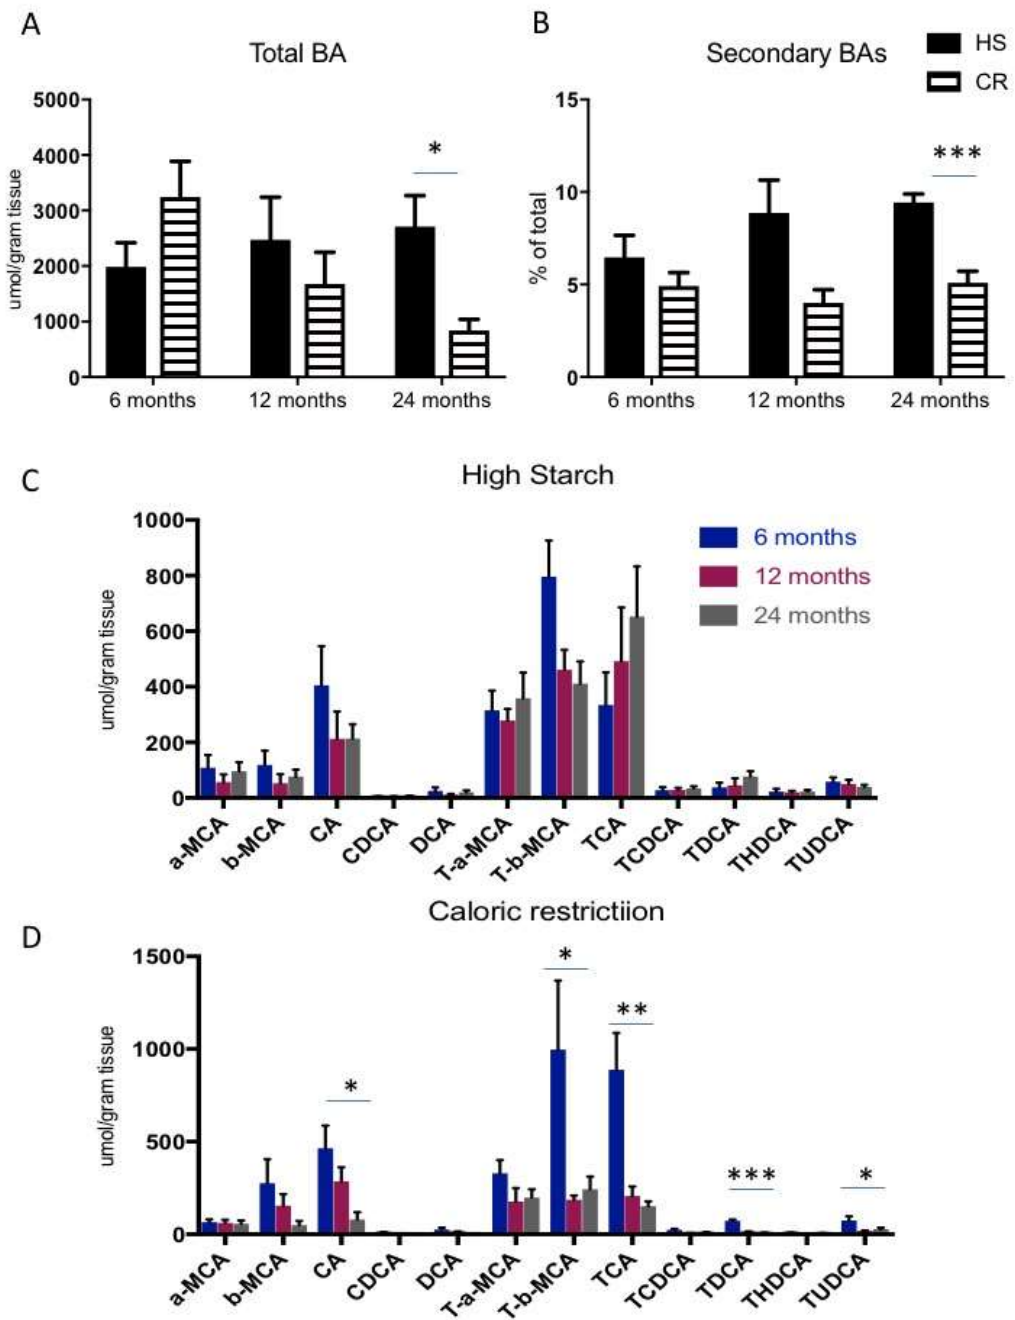 A
Total BA
5000
4000
3000
2000
1000
0
umol/gram tissue
*
6 months
12 months
24 months
B
Secondary BAs
HS
CR
15
10
5
0
% of total
***
6 months
12 months
24 months
C
High Starch
1000
800
600
400
200
0
umol/gram tissue
6 months
12 months
24 months
a-MCA
b-MCA
CA
CDCA
DCA
T-a-MCA
T-b-MCA
TCA
TCDCA
TDCA
THDCA
TUDCA
D
Caloric restrictiion
1500
1000
500
0
umol/gram tissue
*
*
**
***
*
a-MCA
b-MCA
CA
CDCA
DCA
T-a-MCA
T-b-MCA
TCA
TCDCA
TDCA
THDCA
TUDCA